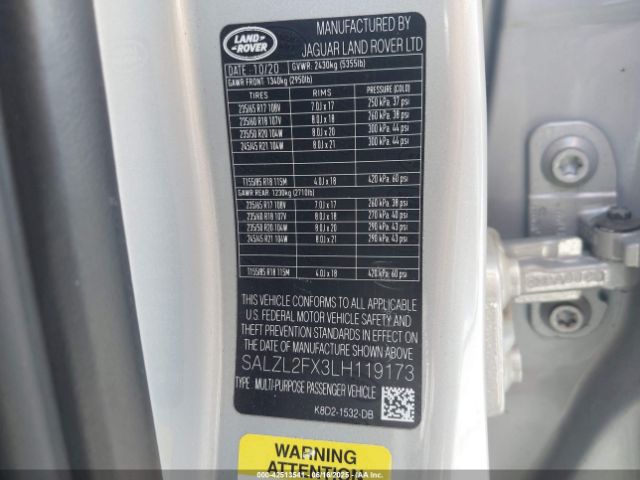 LAND ROVER
MANUFACTURED BY
JAGUAR LAND ROVER LTD
DATE: 10/20 GVWR: 2430kg (5355lb)
GAWR FRONT: 1340kg (2950lb)
TIRES RIMS PRESSURE (COLD)
235/65 R17 108V 7.0J x 17 250 kPa, 37 psi
235/60 R18 107V 8.0J x 18 260 kPa, 38 psi
235/50 R20 104W 8.0J x 20 300 kPa, 44 psi
245/45 R21 104W 8.0J x 21 300 kPa, 44 psi
T155/85 R18 115M 4.0J x 18 420 kPa, 60 psi
GAWR REAR: 1230kg (2710lb)
235/65 R17 108V 7.0J x 17 260 kPa, 38 psi
235/60 R18 107V 8.0J x 18 270 kPa, 40 psi
235/50 R20 104W 8.0J x 20 290 kPa, 43 psi
245/45 R21 104W 8.0J x 21 290 kPa, 43 psi
T155/85 R18 115M 4.0J x 18 420 kPa, 60 psi
THIS VEHICLE CONFORMS TO ALL APPLICABLE
U.S. FEDERAL MOTOR VEHICLE SAFETY AND
THEFT PREVENTION STANDARDS IN EFFECT ON
THE DATE OF MANUFACTURE SHOWN ABOVE
SALZL2FX3LH119173
TYPE: MULTI-PURPOSE PASSENGER VEHICLE
K8D2-1532-DB
WARNING
ATTENTION
000-42513541 - 06/16/2025 - IAAI.COM